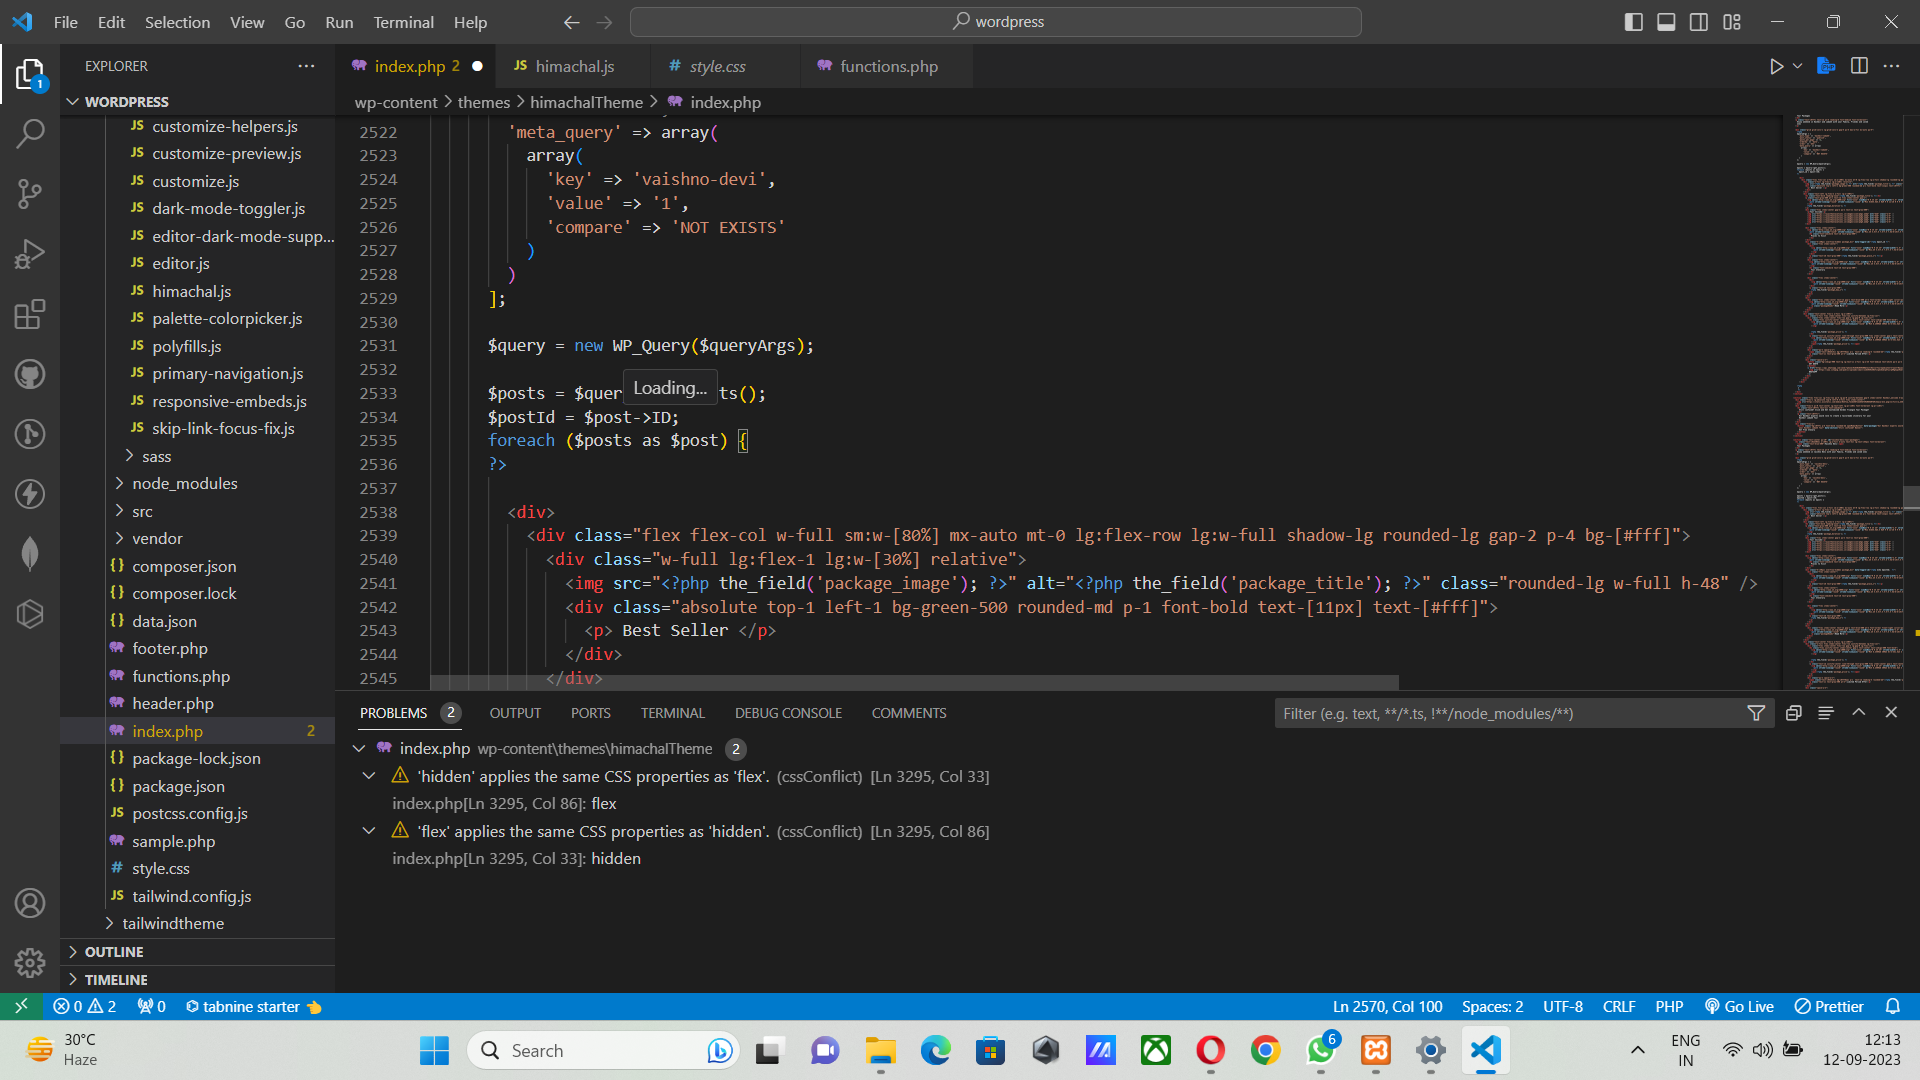 File Edit Selection View Go Run Terminal Help
wordpress
EXPLORER
index.php 2
JS himachal.js
# style.css
functions.php
WORDPRESS
wp-content > themes > himachalTheme > index.php
JS customize-helpers.js
JS customize-preview.js
JS customize.js
JS dark-mode-toggler.js
JS editor-dark-mode-supp...
JS editor.js
JS himachal.js
JS palette-colorpicker.js
JS polyfills.js
JS primary-navigation.js
JS responsive-embeds.js
JS skip-link-focus-fix.js
sass
node_modules
src
vendor
{} composer.json
{} composer.lock
{} data.json
footer.php
functions.php
header.php
index.php 2
{} package-lock.json
{} package.json
JS postcss.config.js
sample.php
# style.css
JS tailwind.config.js
tailwindtheme
OUTLINE
TIMELINE
2522 'meta_query' => array(
2523 array(
2524 'key' => 'vaishno-devi',
2525 'value' => '1',
2526 'compare' => 'NOT EXISTS'
2527 )
2528 )
2529 ];
2530
2531 $query = new WP_Query($queryArgs);
2532
2533 $posts = $quer Loading... ts();
2534 $postId = $post->ID;
2535 foreach ($posts as $post) {
2536 ?>
2537
2538 <div>
2539 <div class="flex flex-col w-full sm:w-[80%] mx-auto mt-0 lg:flex-row lg:w-full shadow-lg rounded-lg gap-2 p-4 bg-[#fff]">
2540 <div class="w-full lg:flex-1 lg:w-[30%] relative">
2541 <img src="<?php the_field('package_image'); ?>" alt="<?php the_field('package_title'); ?>" class="rounded-lg w-full h-48" />
2542 <div class="absolute top-1 left-1 bg-green-500 rounded-md p-1 font-bold text-[11px] text-[#fff]">
2543 <p> Best Seller </p>
2544 </div>
2545 </div>
PROBLEMS 2 OUTPUT PORTS TERMINAL DEBUG CONSOLE COMMENTS
Filter (e.g. text, **/*.ts, !**/node_modules/**)
index.php wp-content\themes\himachalTheme 2
'hidden' applies the same CSS properties as 'flex'. (cssConflict) [Ln 3295, Col 33]
index.php[Ln 3295, Col 86]: flex
'flex' applies the same CSS properties as 'hidden'. (cssConflict) [Ln 3295, Col 86]
index.php[Ln 3295, Col 33]: hidden
1
0 2 0 tabnine starter
Ln 2570, Col 100 Spaces: 2 UTF-8 CRLF PHP Go Live Prettier
30°C
Haze
Search
6
ENG
IN
12:13
12-09-2023